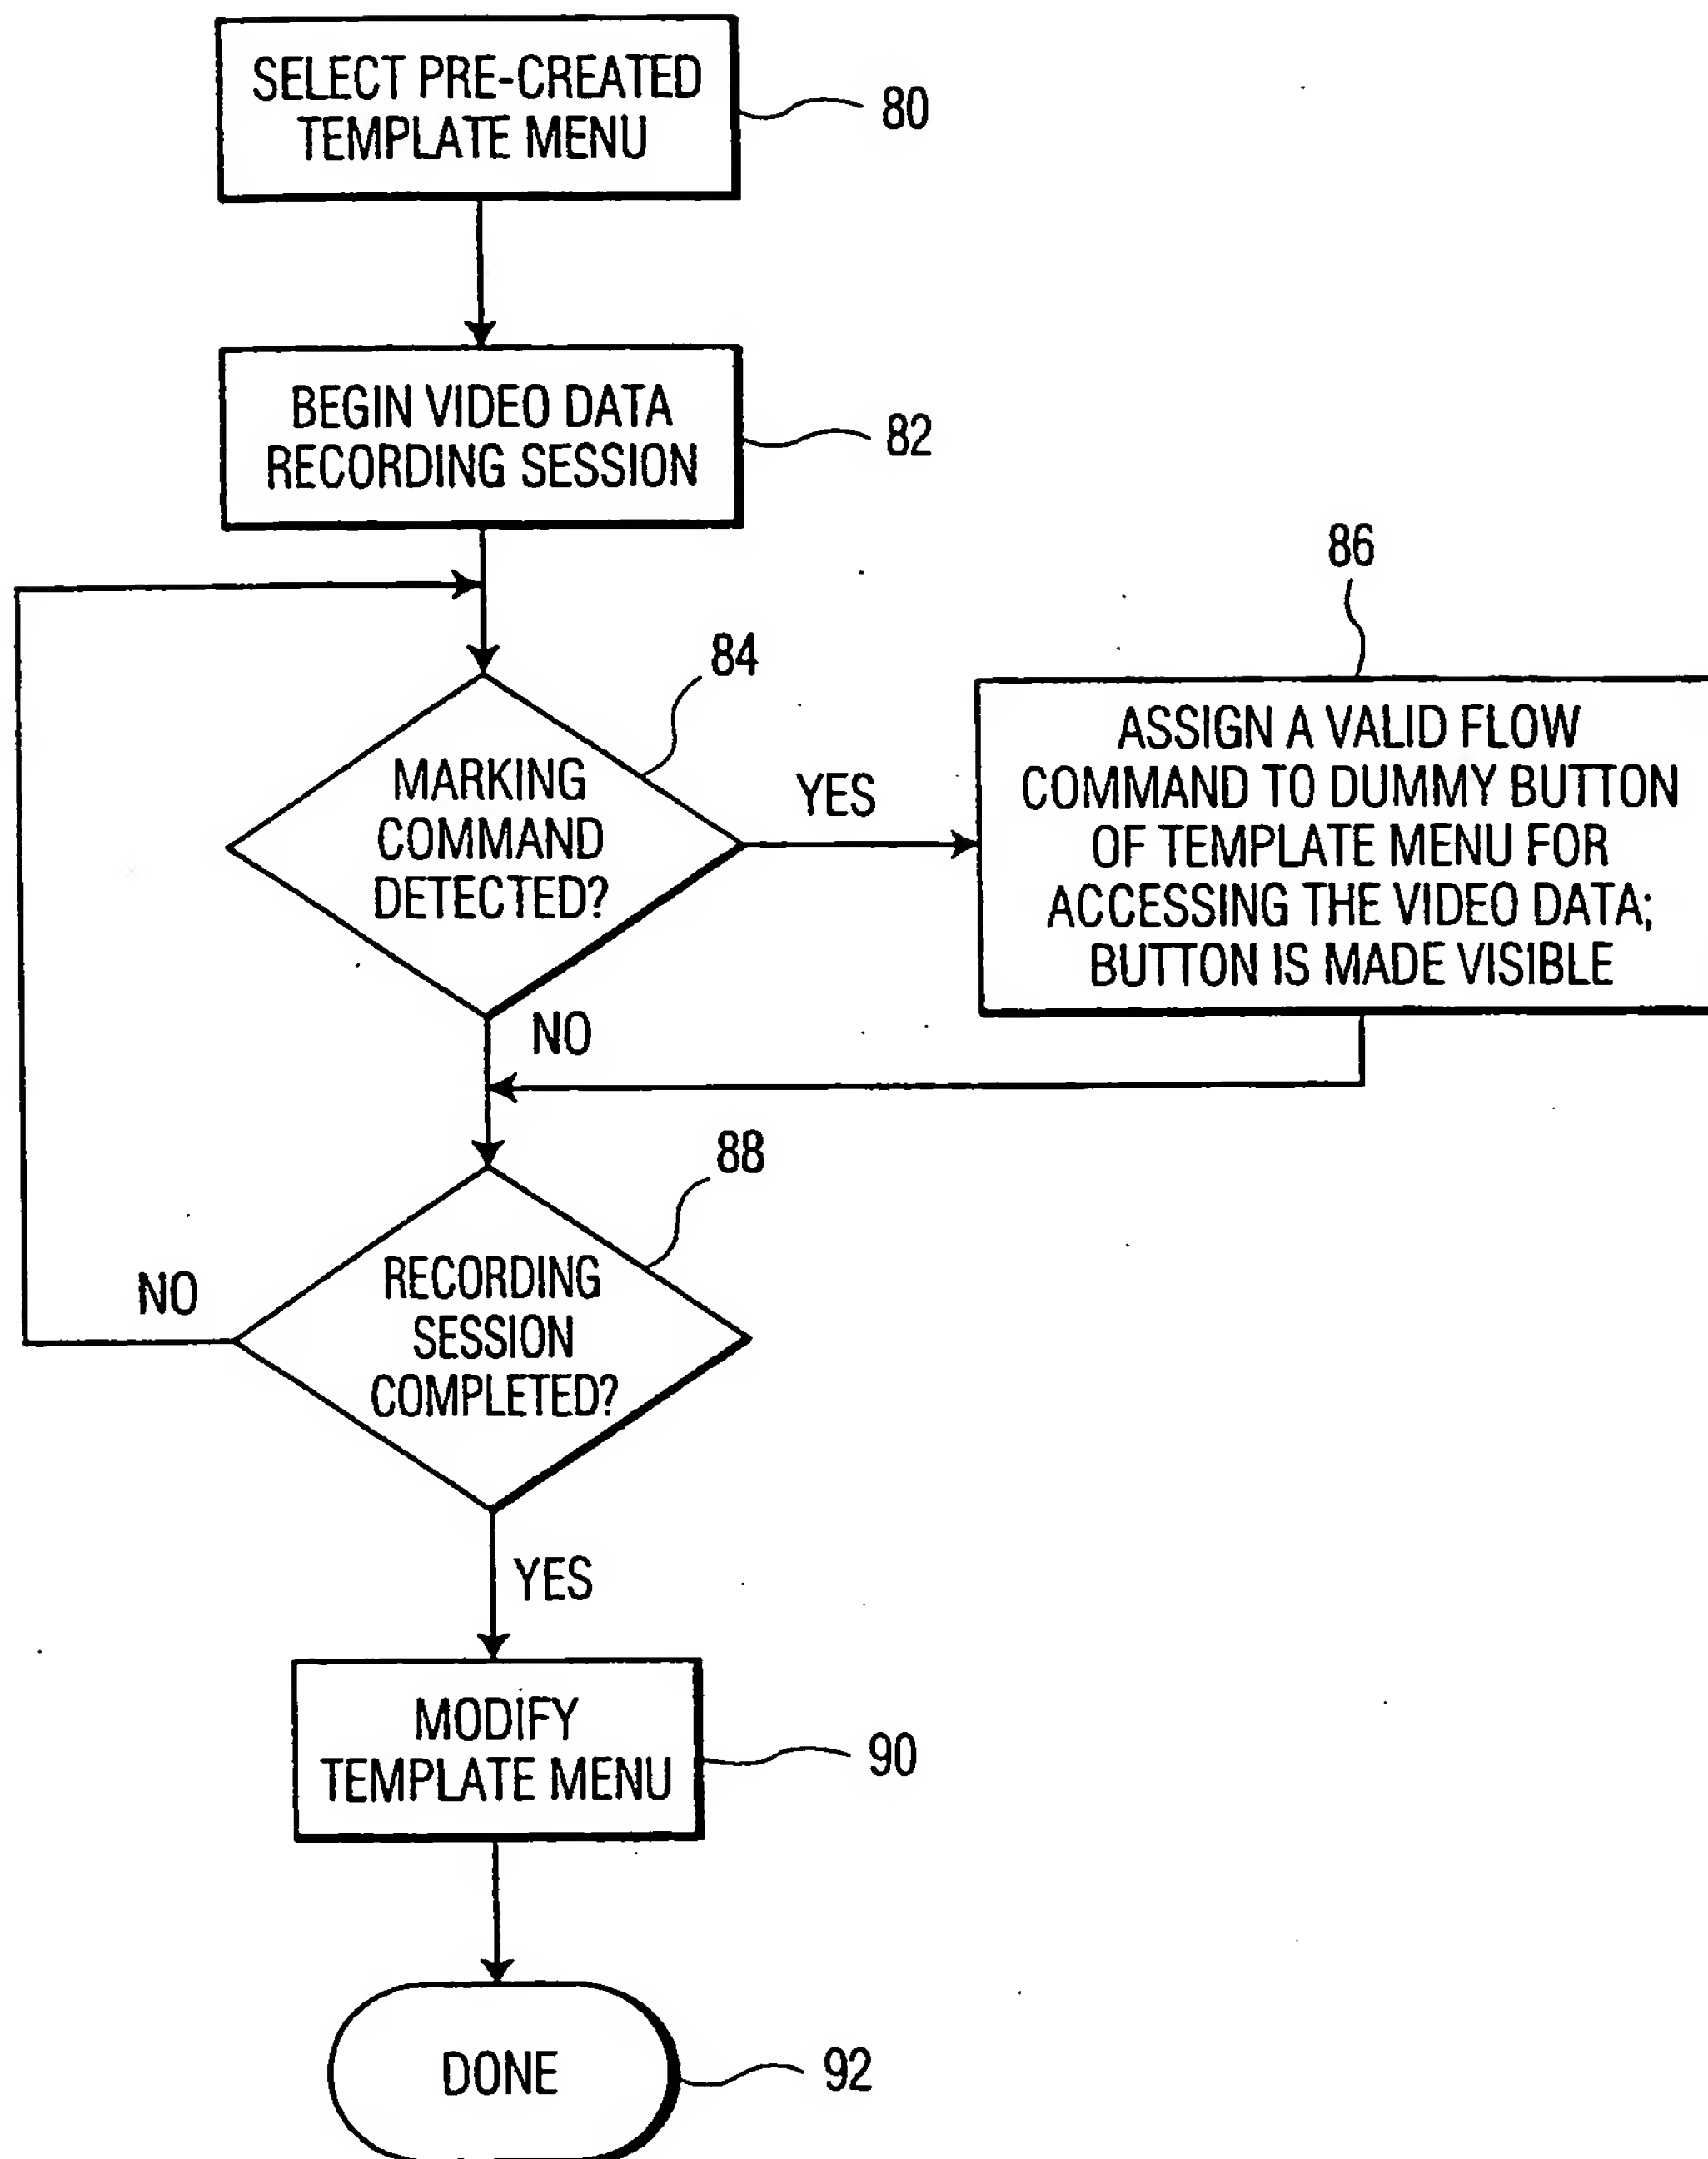 SELECT PRE-CREATED
TEMPLATE MENU
80
BEGIN VIDEO DATA
RECORDING SESSION
82
84
MARKING
COMMAND
DETECTED?
YES
NO
86
ASSIGN A VALID FLOW
COMMAND TO DUMMY BUTTON
OF TEMPLATE MENU FOR
ACCESSING THE VIDEO DATA;
BUTTON IS MADE VISIBLE
88
RECORDING
SESSION
COMPLETED?
NO
YES
MODIFY
TEMPLATE MENU
90
DONE
92